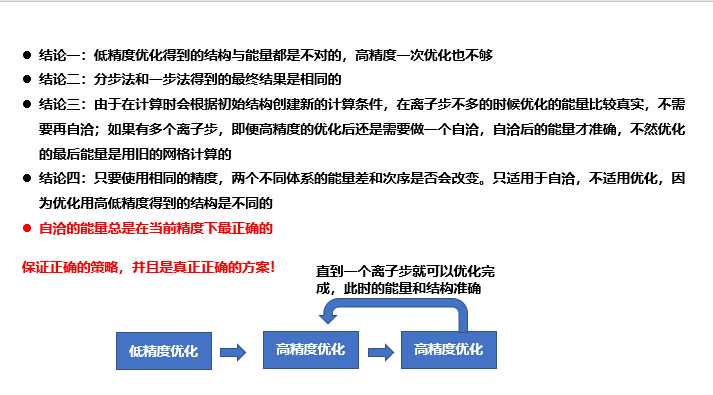 ● 结论一：低精度优化得到的结构与能量都是不对的，高精度一次优化也不够
● 结论二：分步法和一步法得到的最终结果是相同的
● 结论三：由于在计算时会根据初始结构创建新的计算条件，在离子步不多的时候优化的能量比较真实，不需
要再自洽；如果有多个离子步，即便高精度的优化后还是需要做一个自洽，自洽后的能量才准确，不然优化
的最后能量是用旧的网格计算的
● 结论四：只要使用相同的精度，两个不同体系的能量差和次序是否会改变。只适用于自洽，不适用优化，因
为优化用高低精度得到的结构是不同的
● 自洽的能量总是在当前精度下最正确的
保证正确的策略，并且是真正正确的方案！
直到一个离子步就可以优化完
成，此时的能量和结构准确
低精度优化
高精度优化
高精度优化